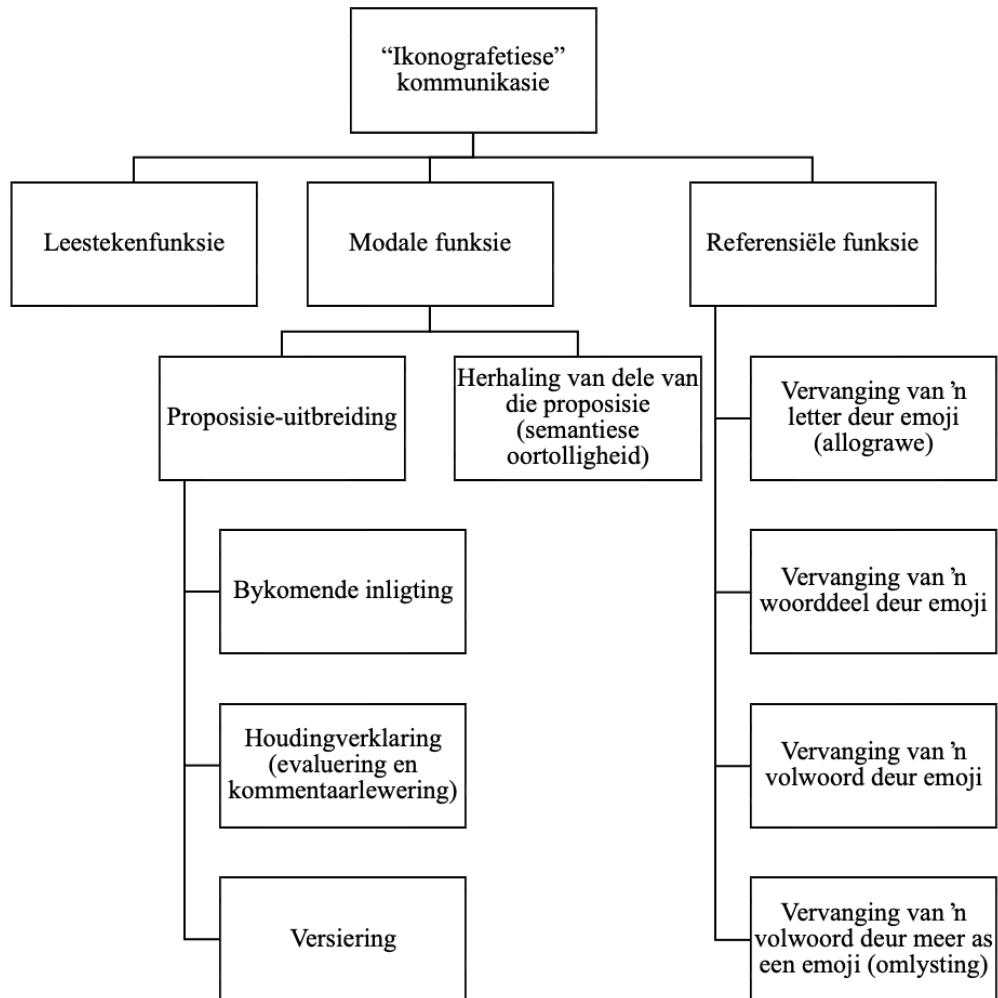 “Ikonografetiese”
kommunikasie
Leestekenfunksie
Modale funksie
Referensiële funksie
Proposisie-uitbreiding
Herhaling van dele van
die proposisie
(semantiese
oortolligheid)
Bykomende inligting
Houdingverklaring
(evaluering en
kommentaarlewering)
Versiering
Vervanging van ’n
letter deur emoji
(allograwe)
Vervanging van ’n
woorddeel deur emoji
Vervanging van ’n
volwoord deur emoji
Vervanging van ’n
volwoord deur meer as
een emoji (omlysting)